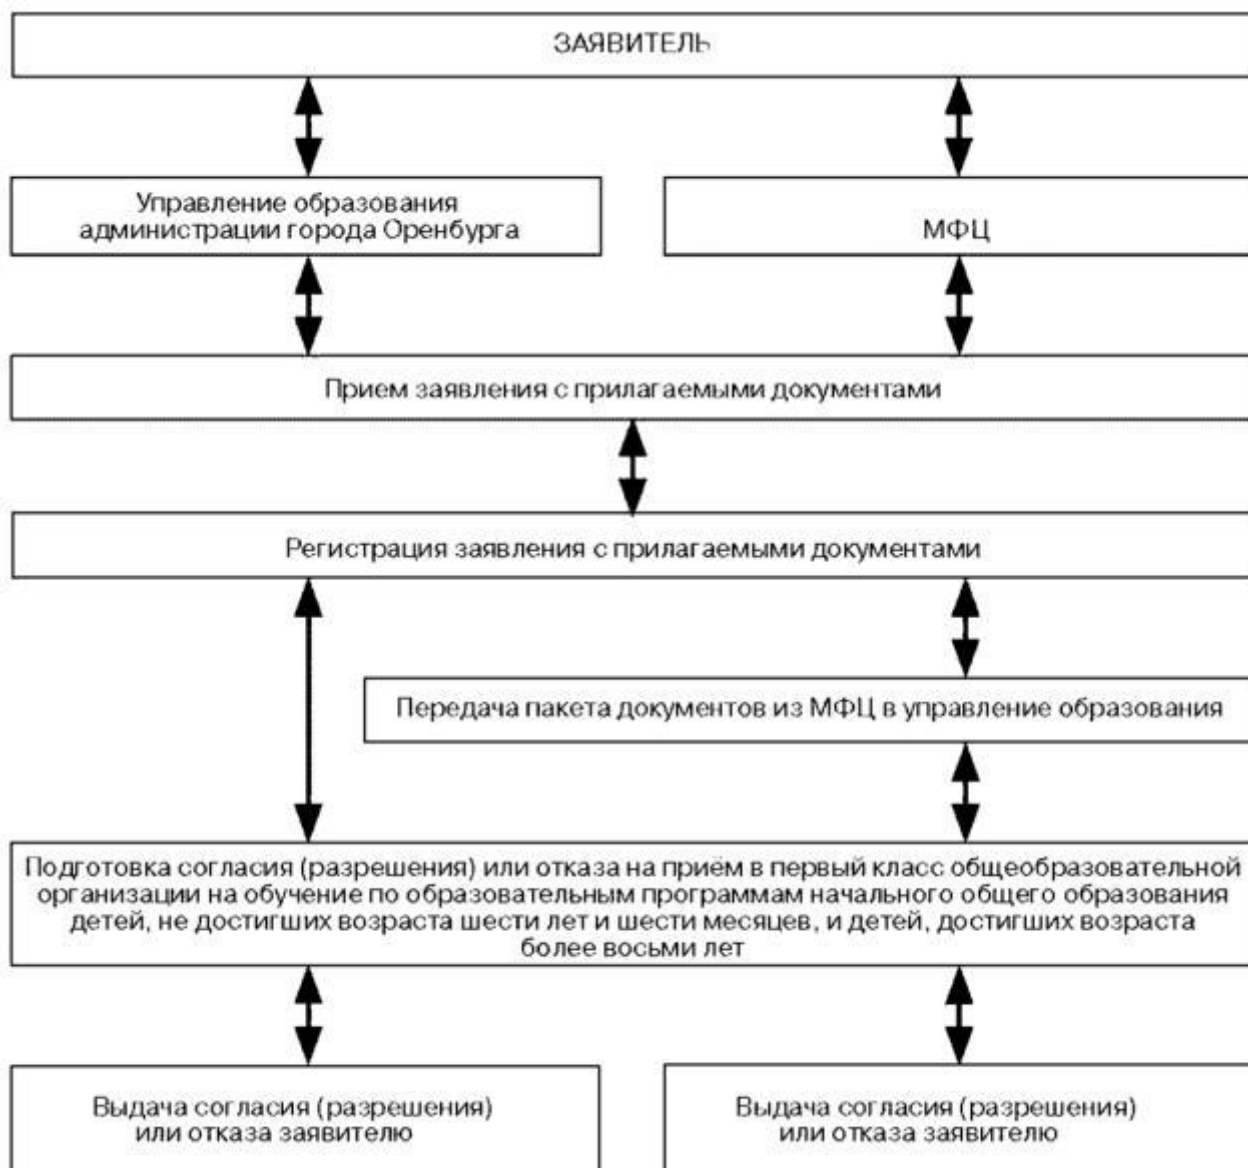 ЗАЯВИТЕЛЬ
Управление образования
администрации города Оренбурга
МФЦ
Прием заявления с прилагаемыми документами
Регистрация заявления с прилагаемыми документами
Передача пакета документов из МФЦ в управление образования
Подготовка согласия (разрешения) или отказа на приём в первый класс общеобразовательной
организации на обучение по образовательным программам начального общего образования
детей, не достигших возраста шести лет и шести месяцев, и детей, достигших возраста
более восьми лет
Выдача согласия (разрешения)
или отказа заявителю
Выдача согласия (разрешения)
или отказа заявителю